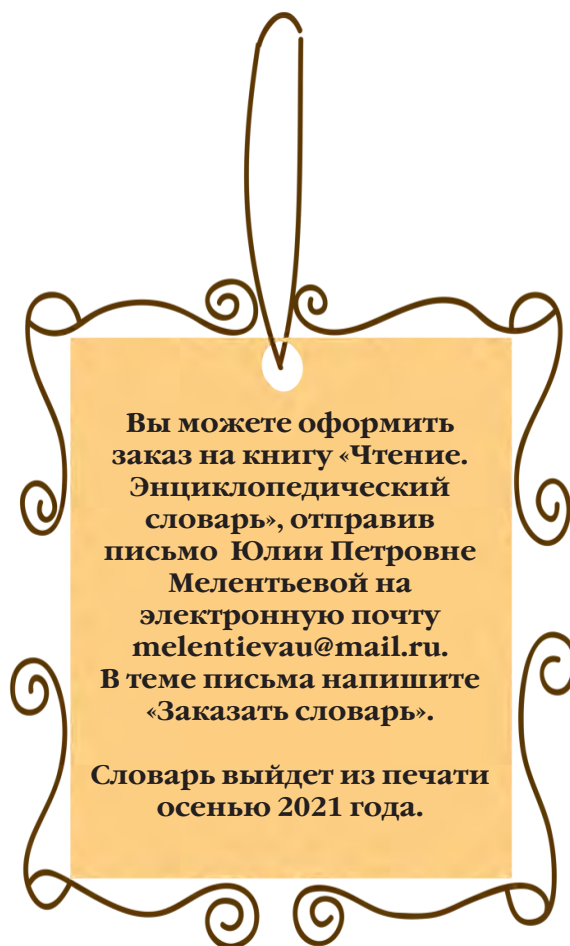 Вы можете оформить
заказ на книгу «Чтение.
Энциклопедический
словарь», отправив
письмо Юлии Петровне
Мелентьевой на
электронную почту
melentievau@mail.ru.
В теме письма напишите
«Заказать словарь».
Словарь выйдет из печати
осенью 2021 года.